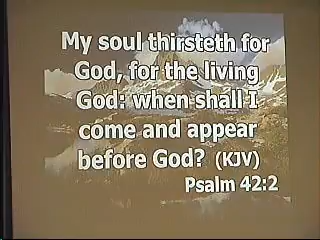 My soul thirsteth for
God, for the living
God: when shall I
come and appear
before God? (KJV)
Psalm 42:2